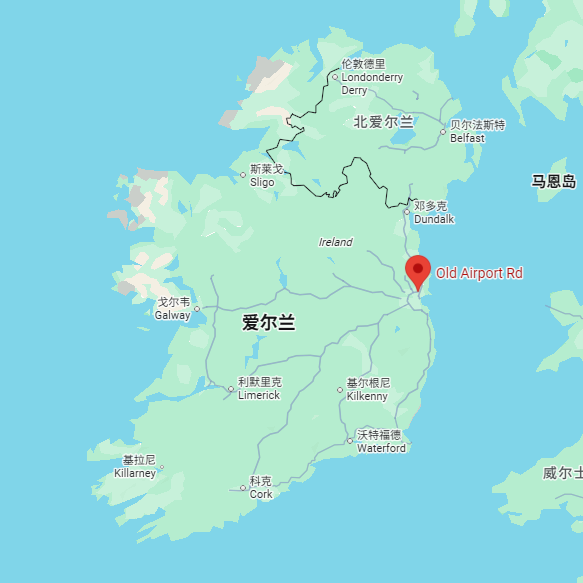 伦敦德里
Londonderry
Derry
北爱尔兰
贝尔法斯特
Belfast
斯莱戈
Sligo
马恩岛
邓多克
Dundalk
Ireland
Old Airport Rd
戈尔韦
Galway
爱尔兰
利默里克
Limerick
基尔根尼
Kilkenny
沃特福德
Waterford
基拉尼
Killarney
科克
Cork
威尔士